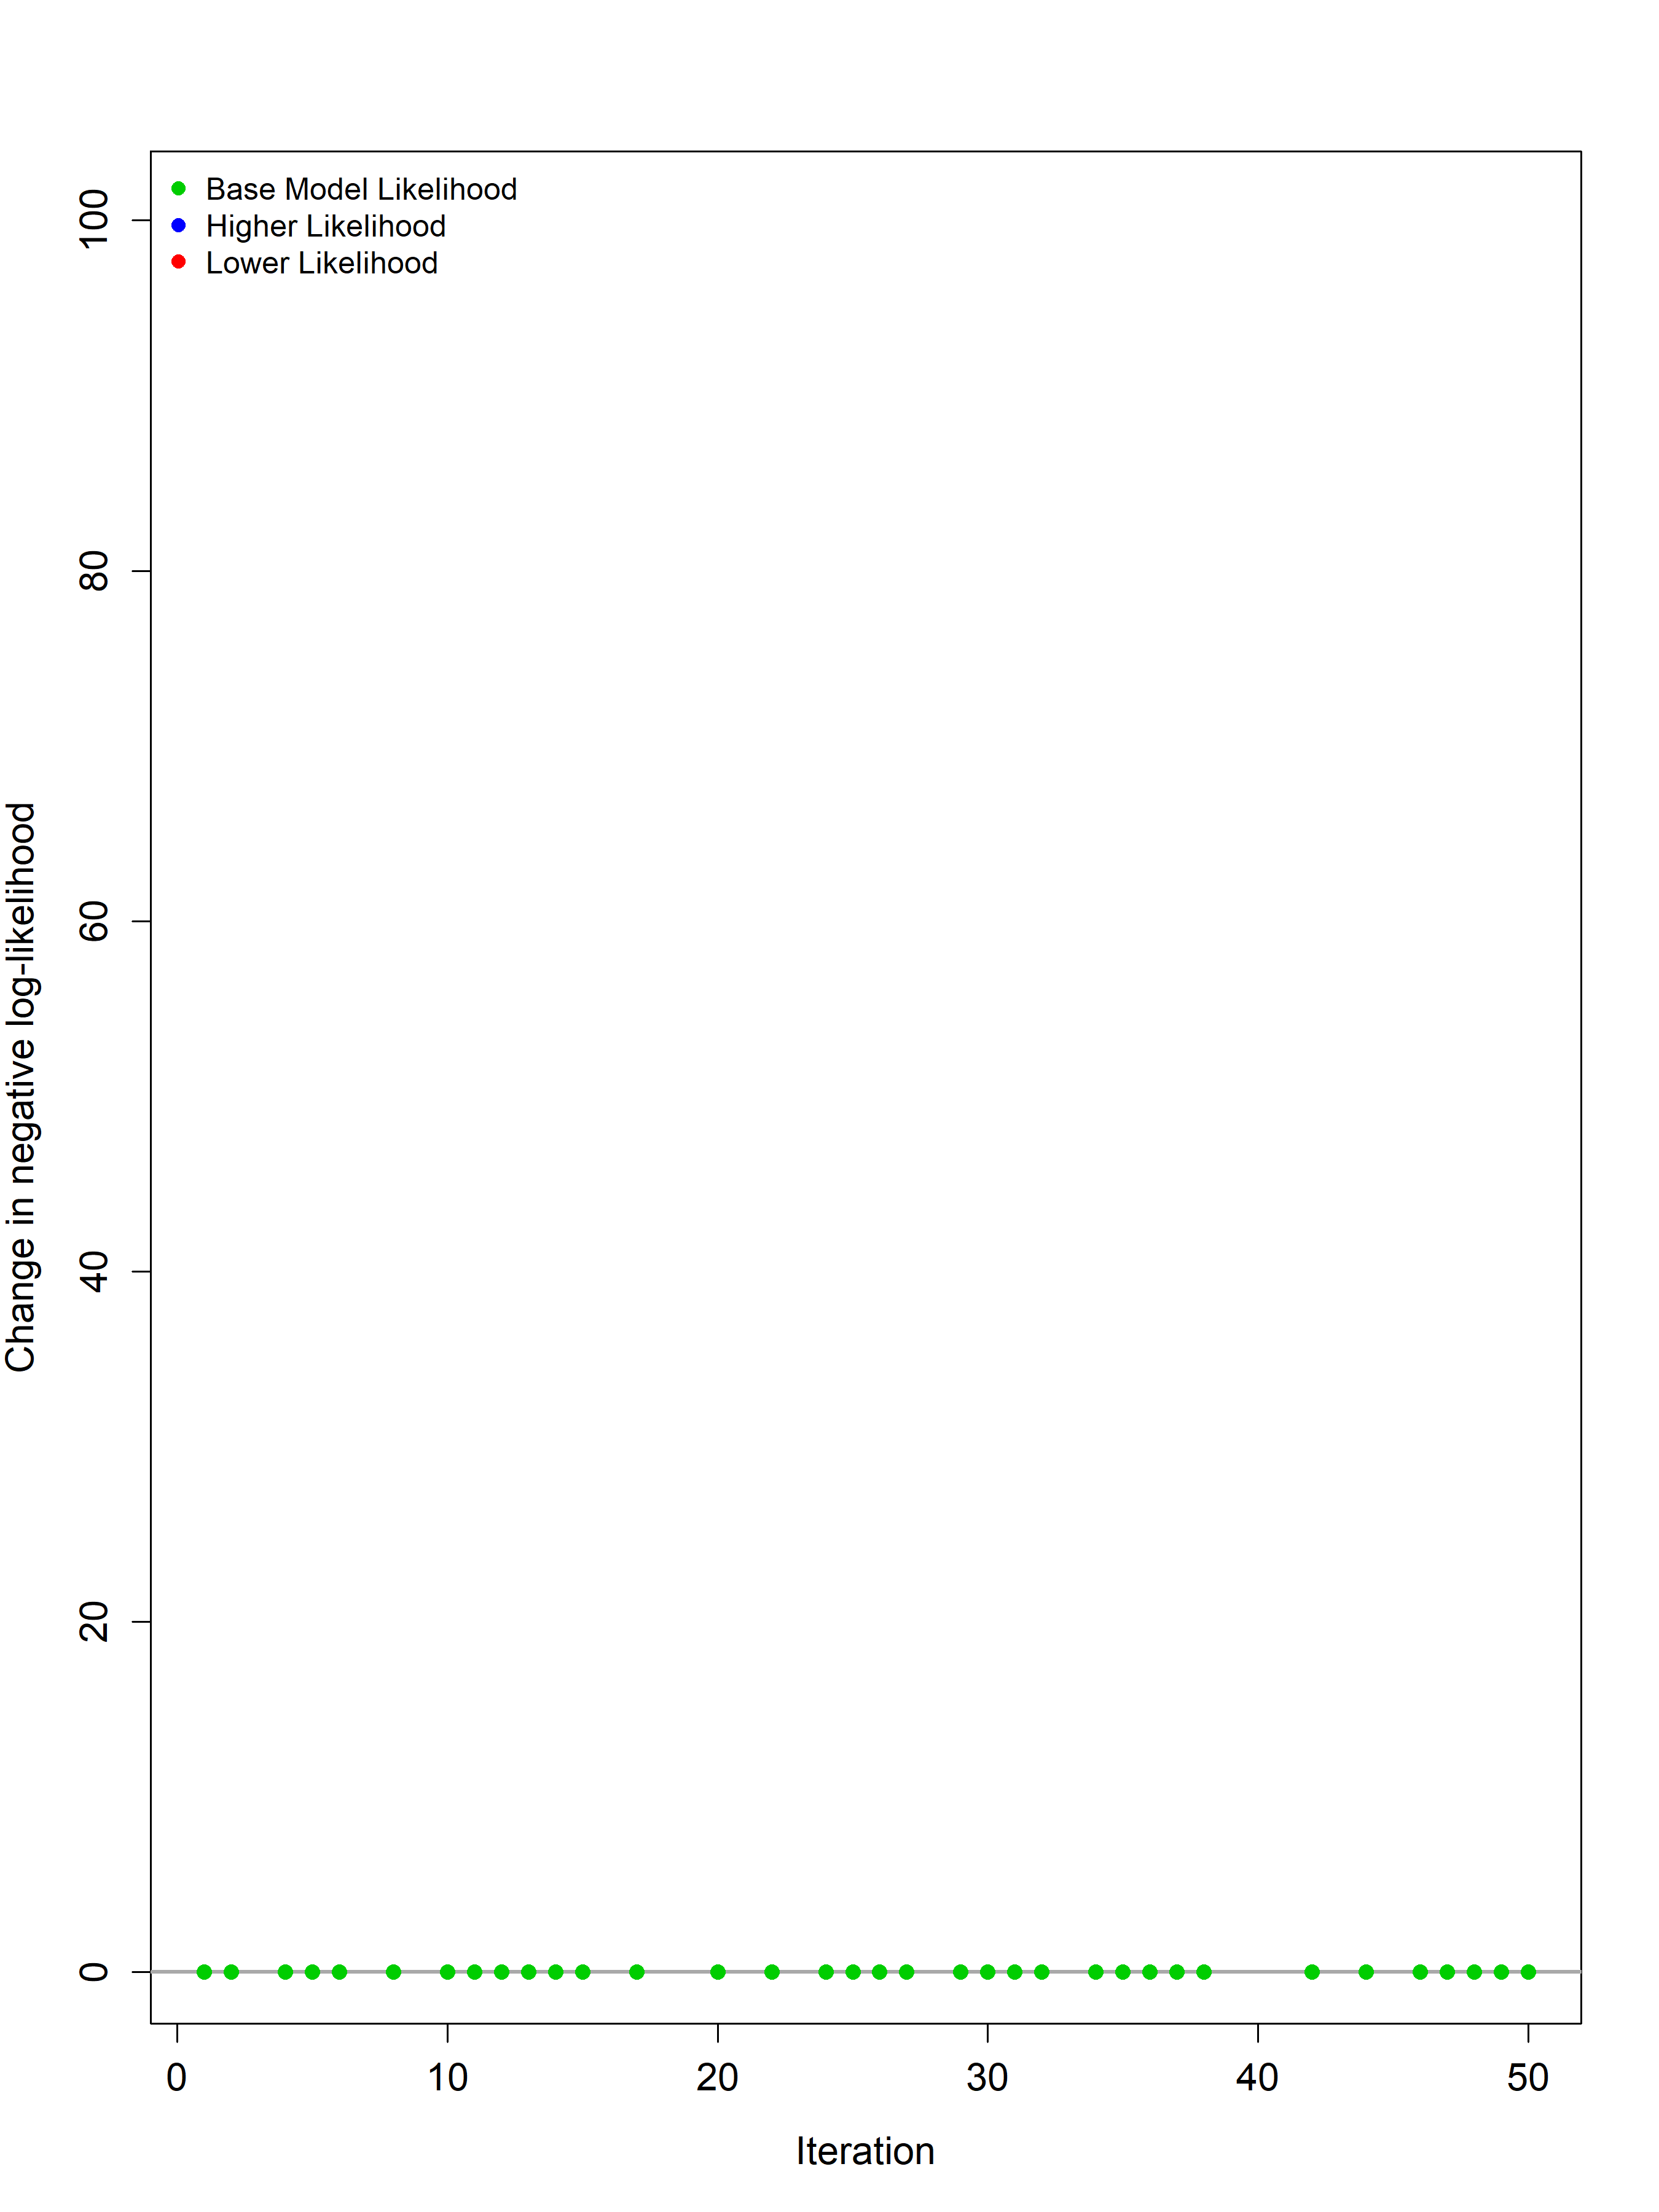 Base Model Likelihood
Higher Likelihood
Lower Likelihood
100
80
60
40
20
0
Change in negative log-likelihood
0 10 20 30 40 50
Iteration